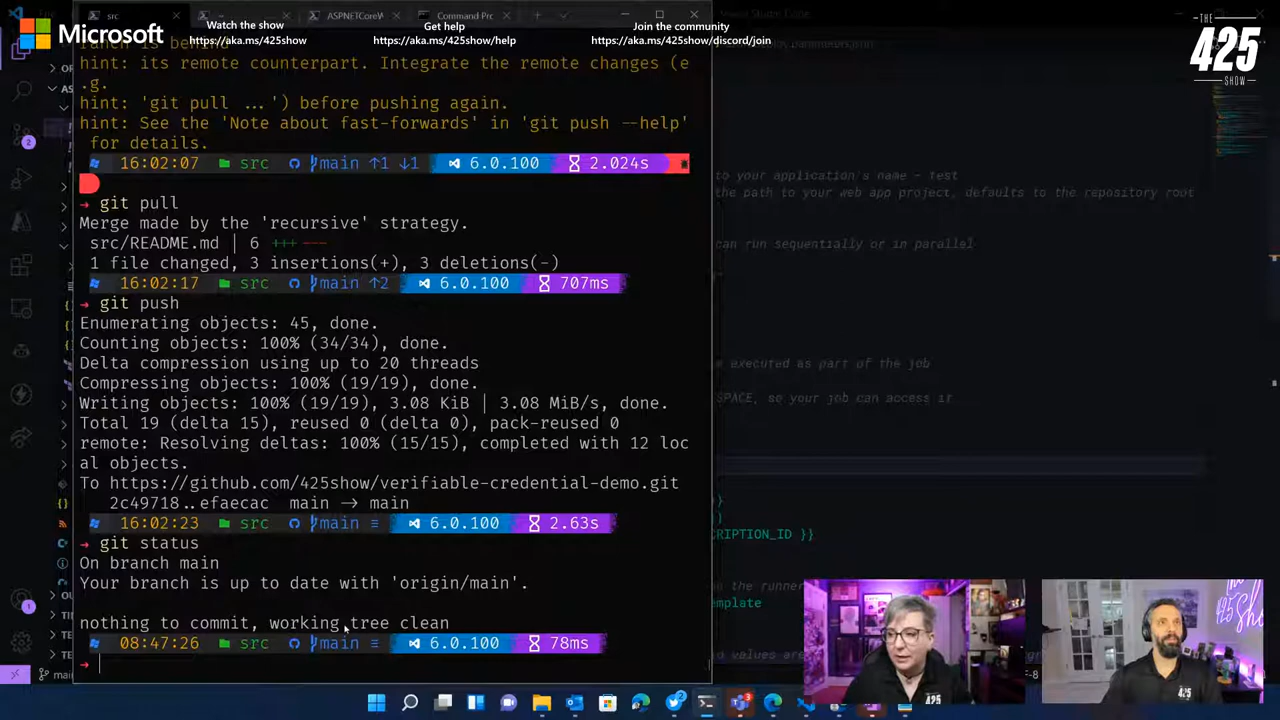 Microsoft
Watch the show
https://aka.ms/425show
Get help
https://aka.ms/425show/help
Join the community
https://aka.ms/425show/discord/join
THE
425
SHOW
src
ASPNETCoreW
Command Prc
ranch is behind
hint: its remote counterpart. Integrate the remote changes (e
.g.
hint: 'git pull ...') before pushing again.
hint: See the 'Note about fast-forwards' in 'git push --help'
for details.
16:02:07 src main ↑1 ↓1 6.0.100 2.024s
→ git pull
Merge made by the 'recursive' strategy.
src/README.md | 6 +++---
1 file changed, 3 insertions(+), 3 deletions(-)
16:02:17 src main ↑2 6.0.100 707ms
→ git push
Enumerating objects: 45, done.
Counting objects: 100% (34/34), done.
Delta compression using up to 20 threads
Compressing objects: 100% (19/19), done.
Writing objects: 100% (19/19), 3.08 KiB | 3.08 MiB/s, done.
Total 19 (delta 15), reused 0 (delta 0), pack-reused 0
remote: Resolving deltas: 100% (15/15), completed with 12 loc
al objects.
To https://github.com/425show/verifiable-credential-demo.git
2c49718..efaecac main -> main
16:02:23 src main ≡ 6.0.100 2.63s
→ git status
On branch main
Your branch is up to date with 'origin/main'.
nothing to commit, working tree clean
08:47:26 src main ≡ 6.0.100 78ms
→
to your application's name - test
the path to your web app project, defaults to the repository root
can run sequentially or in parallel
executed as part of the job
SPACE, so your job can access it
}}
}}
CRIPTION_ID }}
on the runner
template
o values are